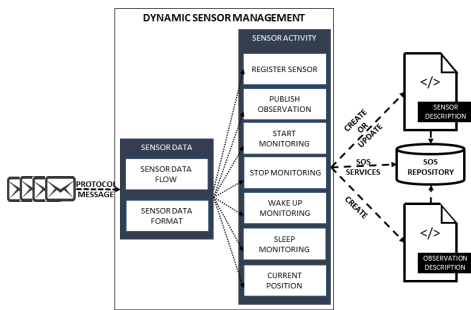 DYNAMIC SENSOR MANAGEMENT
SENSOR ACTIVITY
REGISTER SENSOR
PUBLISH
OBSERVATION
START
MONITORING
STOP MONITORING
WAKE UP
MONITORING
SLEEP
MONITORING
CURRENT
POSITION
SENSOR DATA
SENSOR DATA
FLOW
SENSOR DATA
FORMAT
PROTOCOL
MESSAGE
CREATE
OR
UPDATE
SOS
SERVICES
CREATE
</>
SENSOR
DESCRIPTION
SOS
REPOSITORY
</>
OBSERVATION
DESCRIPTION